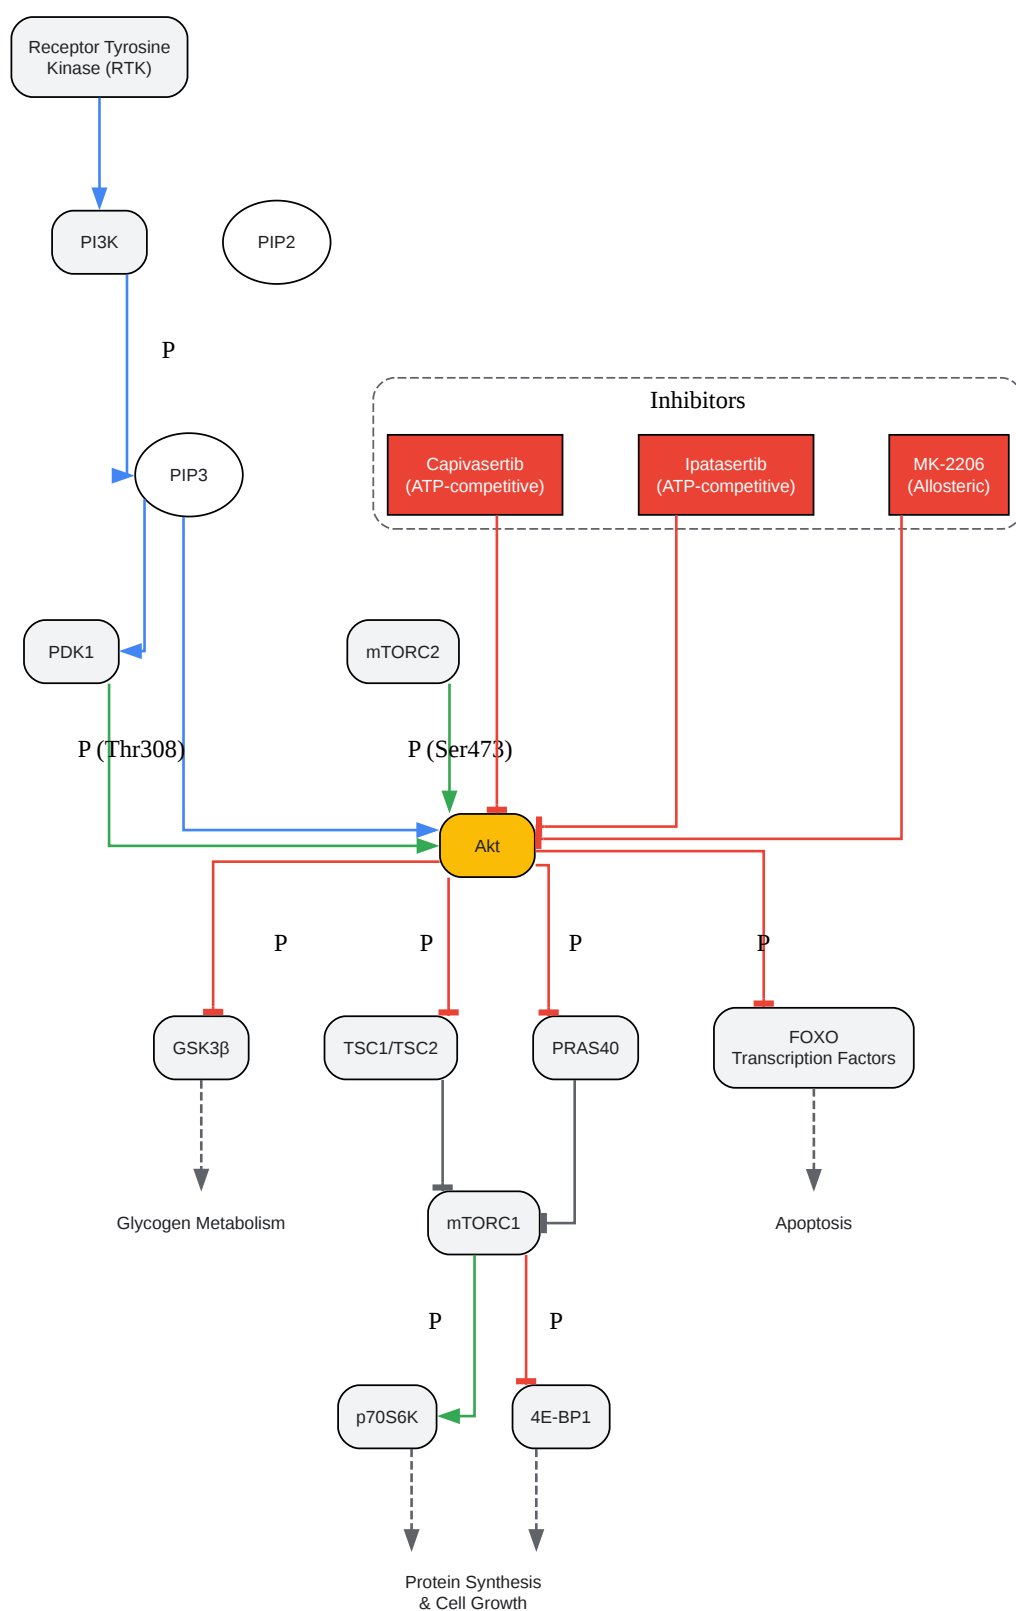 Receptor Tyrosine
Kinase (RTK)
PI3K
PIP2
P
Inhibitors
Capivasertib
(ATP-competitive)
Ipatasertib
(ATP-competitive)
MK-2206
(Allosteric)
PIP3
PDK1
mTORC2
P (Thr308)
P (Ser473)
Akt
P
P
P
P
GSK3β
TSC1/TSC2
PRAS40
FOXO
Transcription Factors
Glycogen Metabolism
mTORC1
Apoptosis
P
P
p70S6K
4E-BP1
Protein Synthesis
& Cell Growth